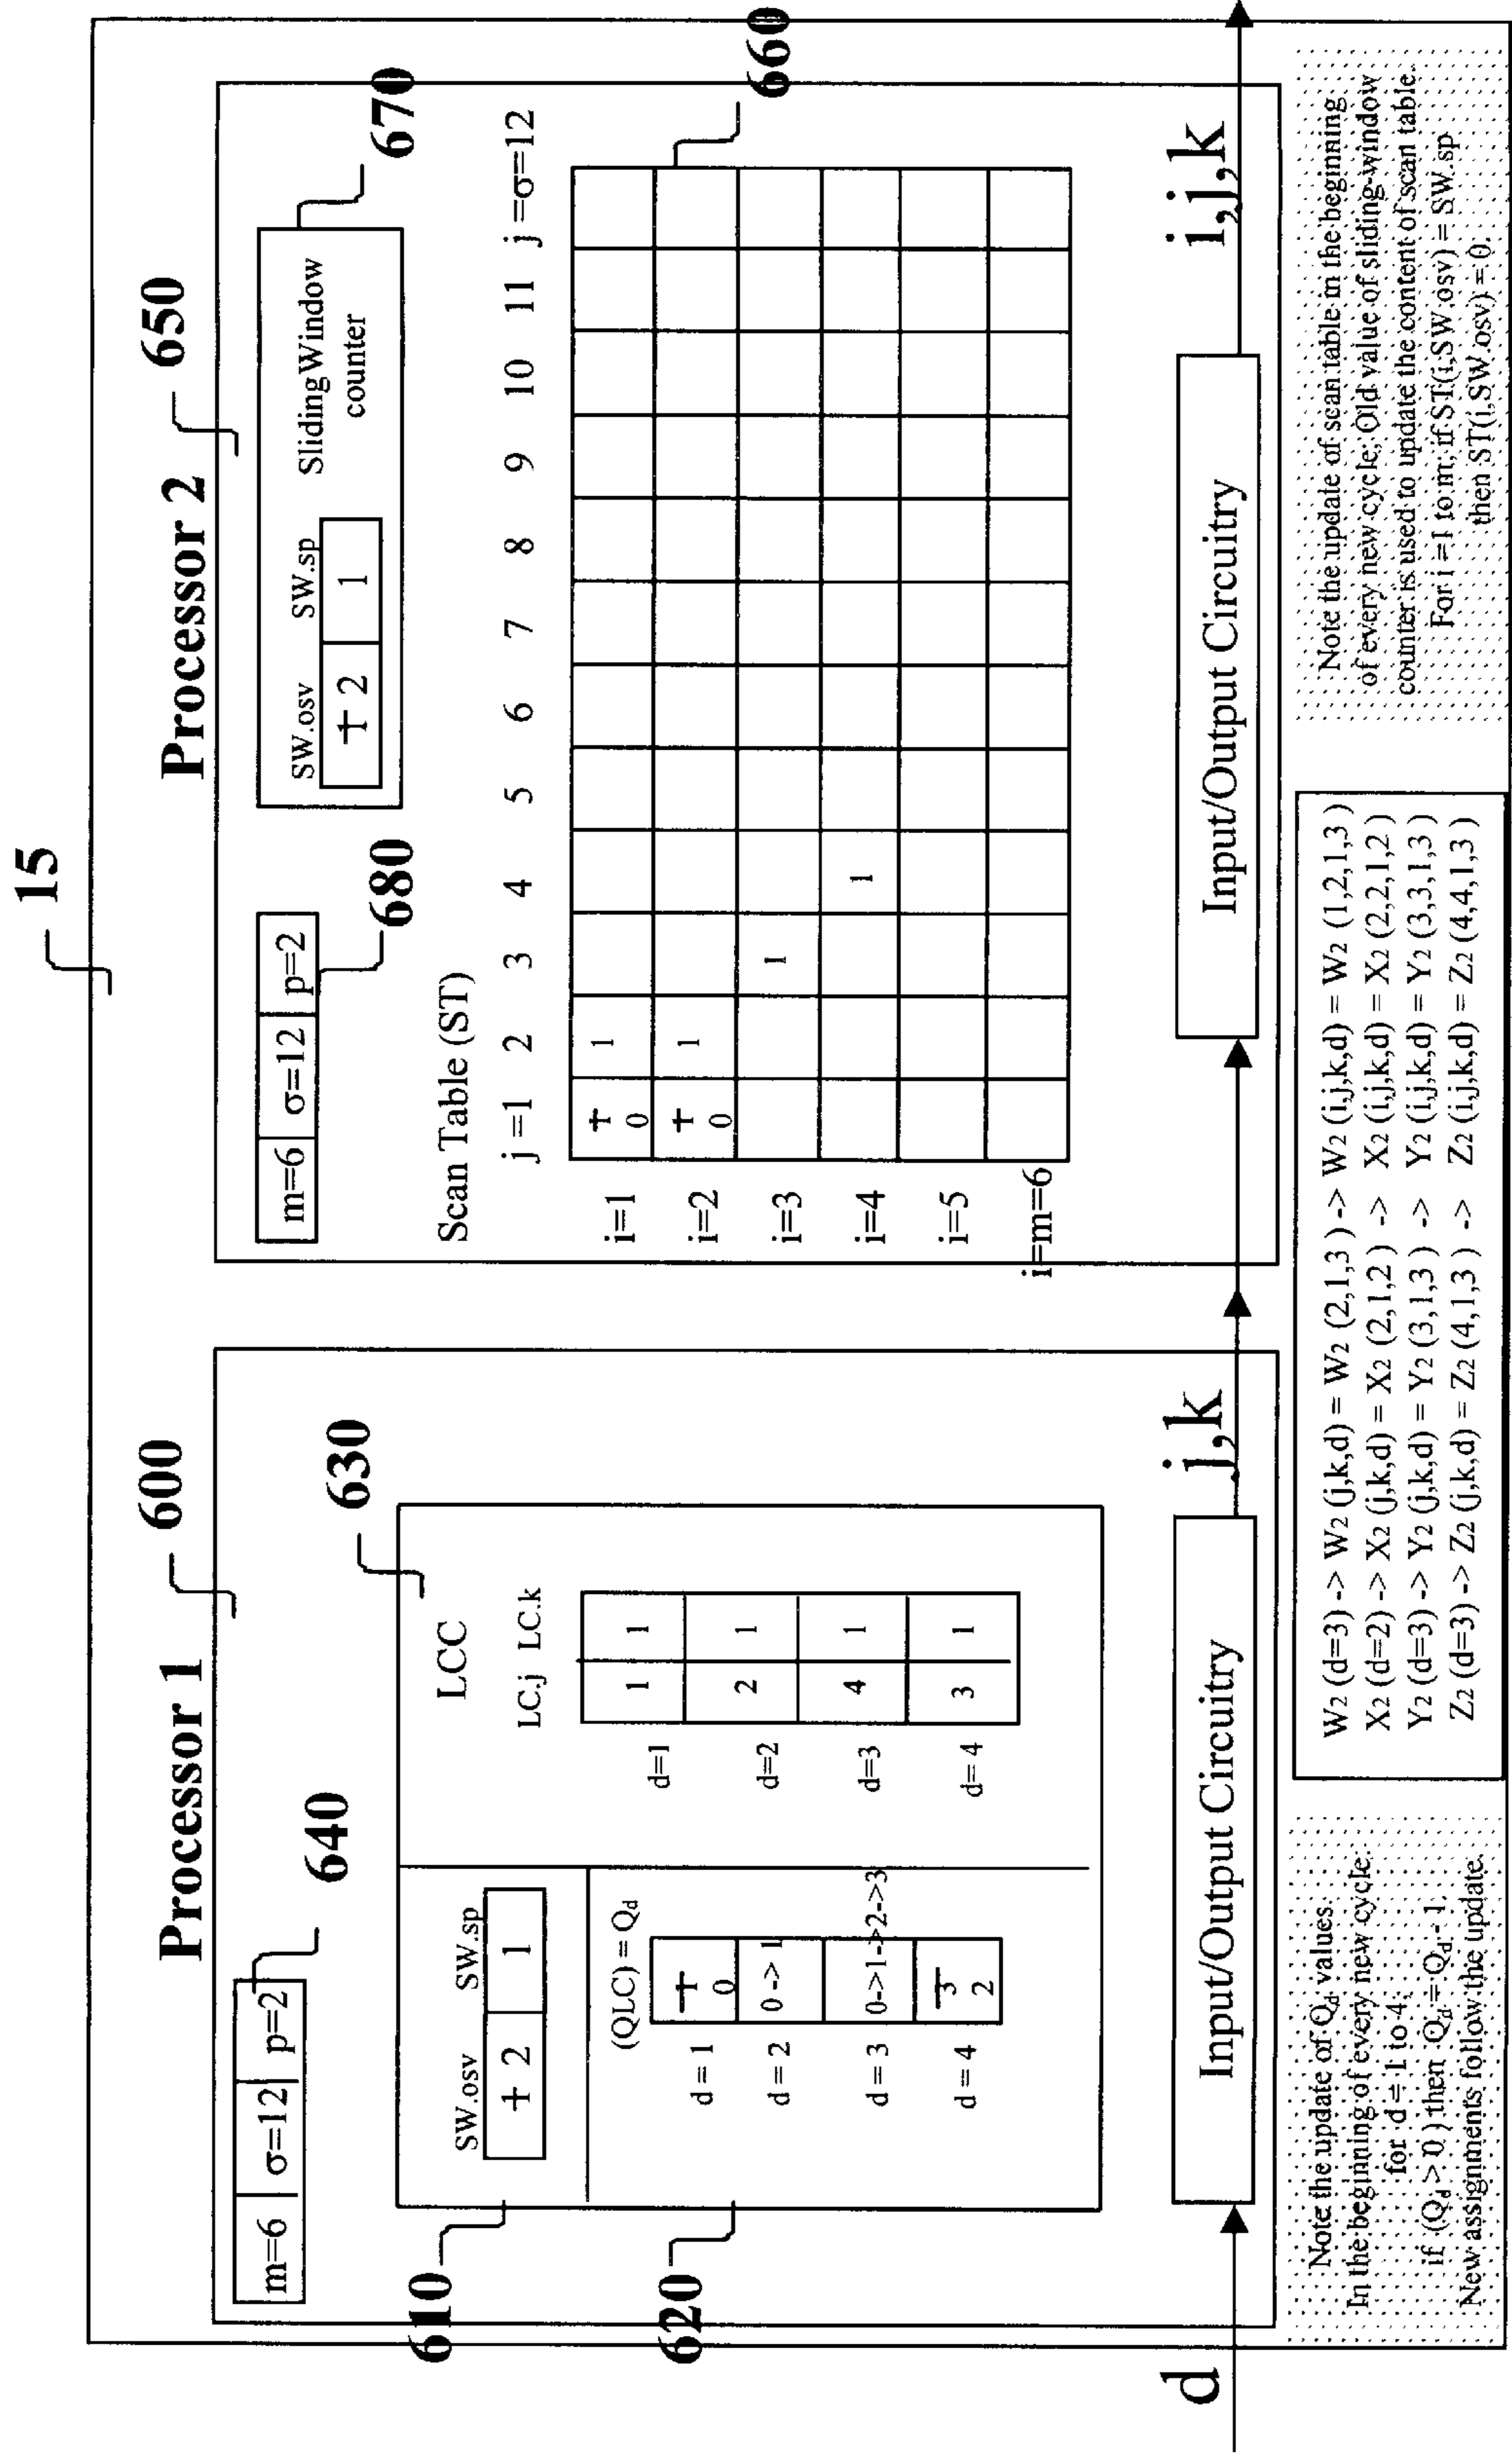 15
Processor 1
600
640
m=6 σ=12 p=2
630
610
SW.osv SW.sp
1 2 1
LCC
LC.j LC.k
d=1 1 1
d=2 2 1
d=3 4 1
d= 4 3 1
620
(QLC) = Qd
d = 1 1 0
d = 2 0 -> 1
d = 3 0->1->2->3
d = 4 3 2
d
Input/Output Circuitry
j,k
Processor 2
650
680
m=6 σ=12 p=2
670
SW.osv SW.sp
1 2 1
Sliding Window
counter
Scan Table (ST)
660
j =1 2 3 4 5 6 7 8 9 10 11 j =σ=12
i=1 1 0 1
i=2 1 0 1
i=3 1
i=4 1
i=5
i=m=6
Input/Output Circuitry
i,j,k
Note the update of Qd values.
In the beginning of every new cycle.
for d = 1 to 4,
if (Qd > 0 ) then Qd = Qd - 1.
New assignments follow the update.
W2 (d=3) -> W2 (j,k,d) = W2 (2,1,3 ) -> W2 (i,j,k,d) = W2 (1,2,1,3 )
X2 (d=2) -> X2 (j,k,d) = X2 (2,1,2 ) -> X2 (i,j,k,d) = X2 (2,2,1,2 )
Y2 (d=3) -> Y2 (j,k,d) = Y2 (3,1,3 ) -> Y2 (i,j,k,d) = Y2 (3,3,1,3 )
Z2 (d=3) -> Z2 (j,k,d) = Z2 (4,1,3 ) -> Z2 (i,j,k,d) = Z2 (4,4,1,3 )
Note the update of scan table in the beginning
of every new cycle; Old value of sliding-window
counter is used to update the content of scan table.
For i = 1 to m; if ST(i,SW.osv) = SW.sp
then ST(i,SW.osv) = 0.